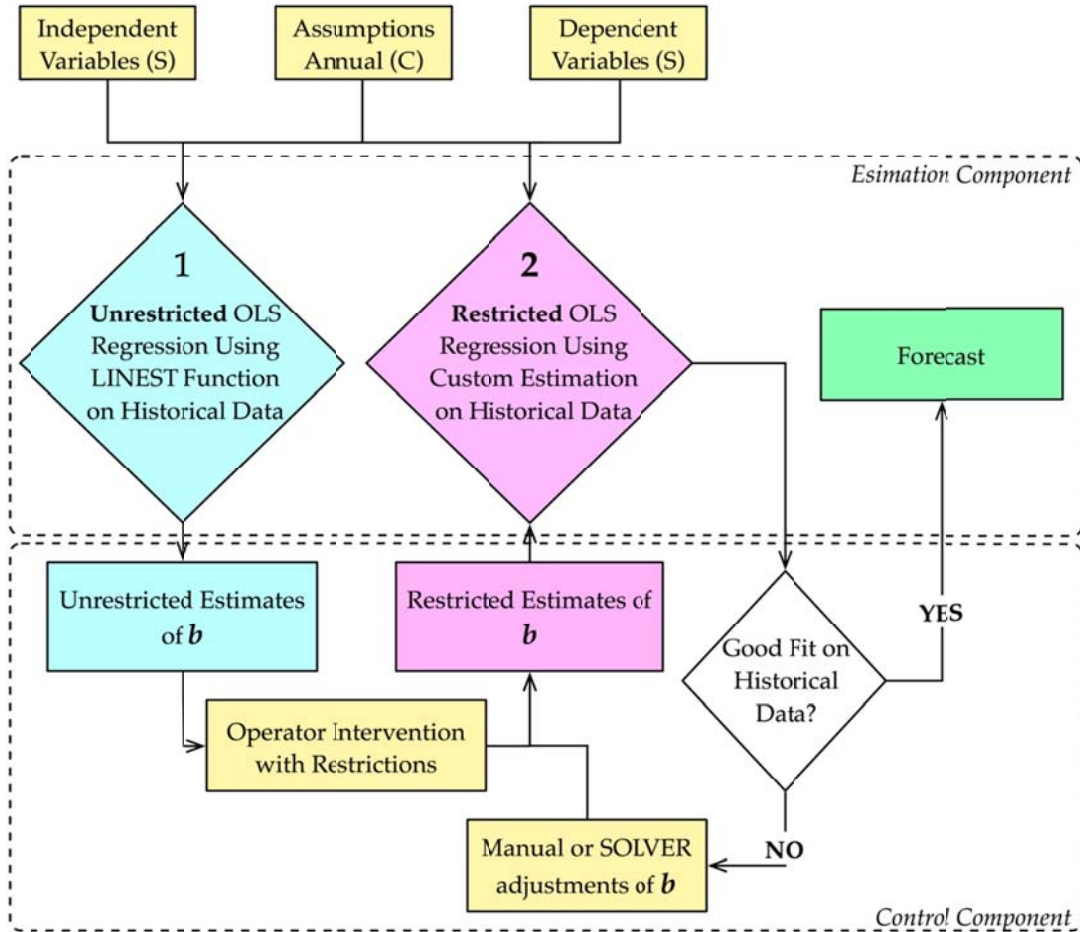 Independent
Variables (S)
Assumptions
Annual (C)
Dependent
Variables (S)
Esimation Component
1
Unrestricted OLS
Regression Using
LINEST Function
on Historical Data
2
Restricted OLS
Regression Using
Custom Estimation
on Historical Data
Forecast
Unrestricted Estimates
of b
Restricted Estimates of
b
Good Fit on
Historical
Data?
YES
Operator Intervention
with Restrictions
Manual or SOLVER
adjustments of b
NO
Control Component